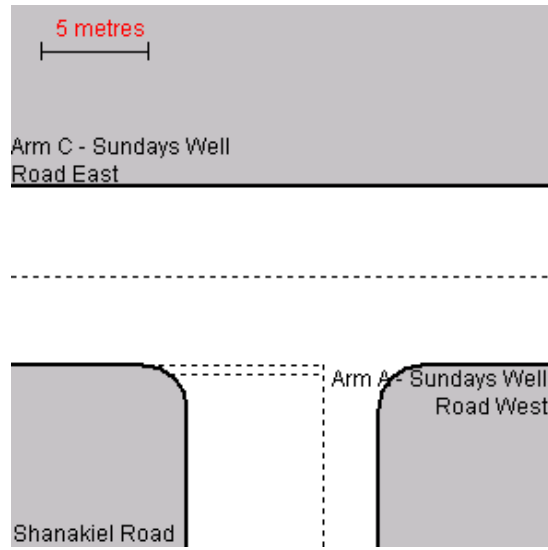 5 metres
Arm C - Sundays Well
Road East
Arm A - Sundays Well
Road West
Shanakiel Road